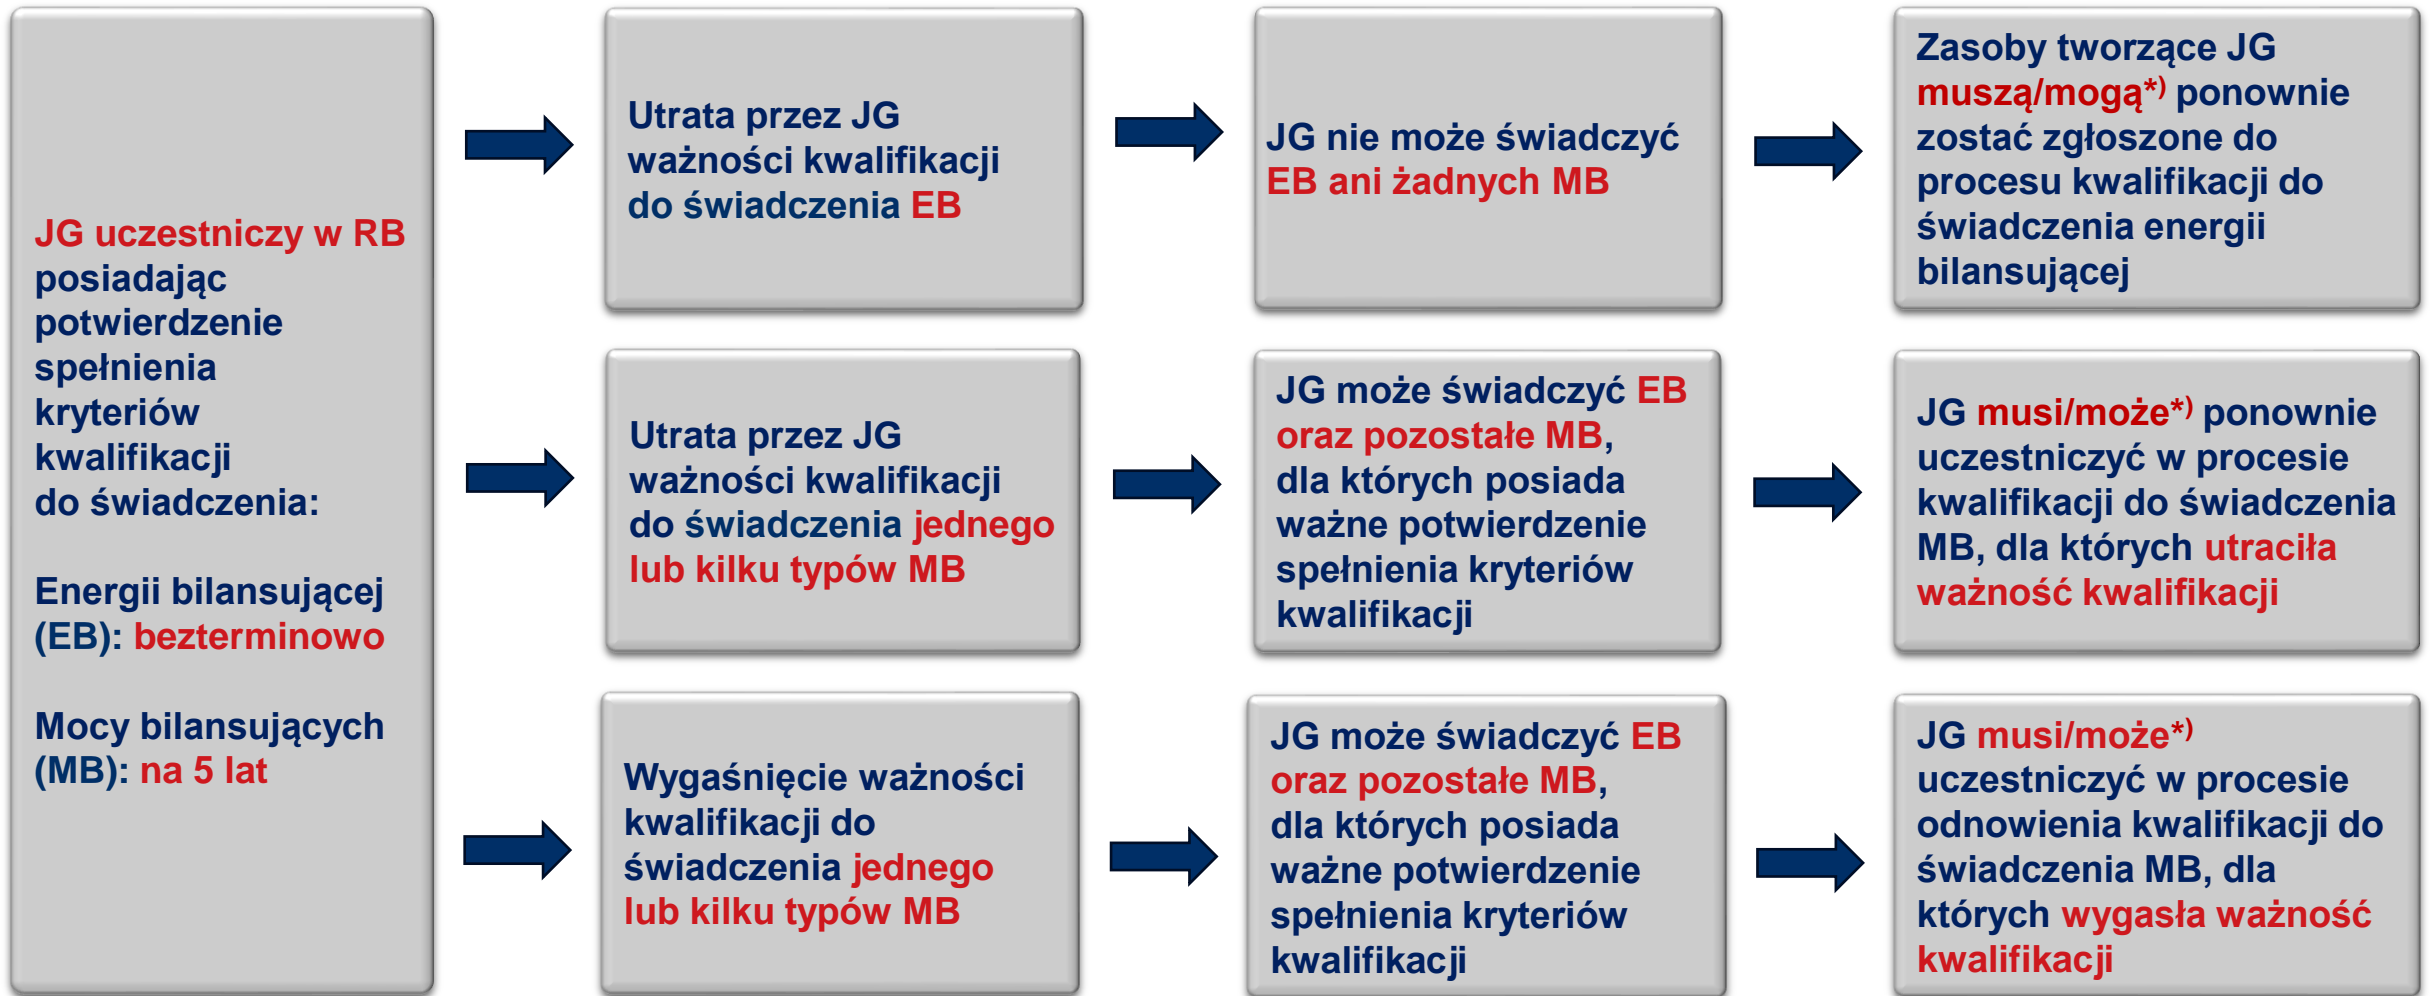 JG uczestniczy w RB
posiadając
potwierdzenie
spełnienia
kryteriów
kwalifikacji
do świadczenia:
Energii bilansującej
(EB): bezterminowo
Mocy bilansujących
(MB): na 5 lat
Utrata przez JG
ważności kwalifikacji
do świadczenia EB
JG nie może świadczyć
EB ani żadnych MB
Zasoby tworzące JG
muszą/mogą*) ponownie
zostać zgłoszone do
procesu kwalifikacji do
świadczenia energii
bilansującej
Utrata przez JG
ważności kwalifikacji
do świadczenia jednego
lub kilku typów MB
JG może świadczyć EB
oraz pozostałe MB,
dla których posiada
ważne potwierdzenie
spełnienia kryteriów
kwalifikacji
JG musi/może*) ponownie
uczestniczyć w procesie
kwalifikacji do świadczenia
MB, dla których utraciła
ważność kwalifikacji
Wygaśnięcie ważności
kwalifikacji do
świadczenia jednego
lub kilku typów MB
JG może świadczyć EB
oraz pozostałe MB,
dla których posiada
ważne potwierdzenie
spełnienia kryteriów
kwalifikacji
JG musi/może*)
uczestniczyć w procesie
odnowienia kwalifikacji do
świadczenia MB, dla
których wygasła ważność
kwalifikacji